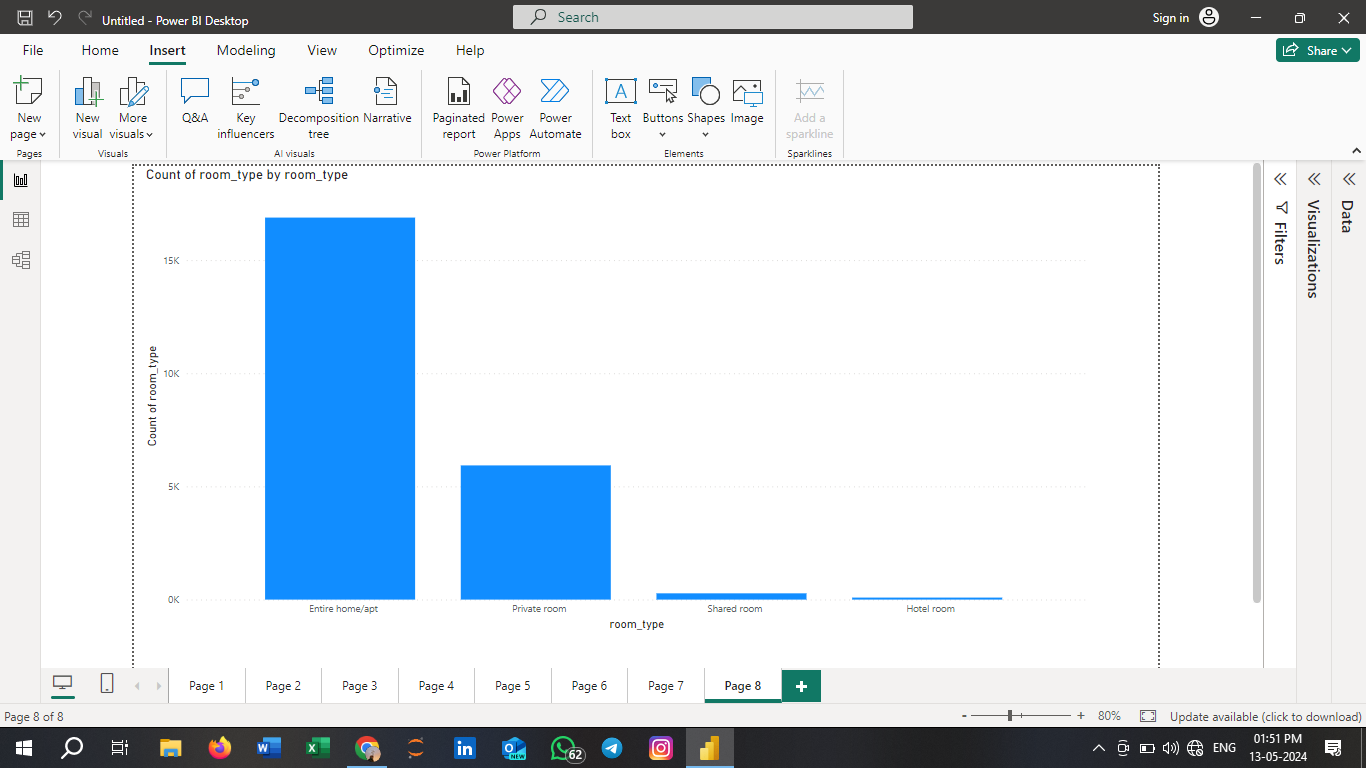 Untitled - Power BI Desktop
Search
Sign in
File Home Insert Modeling View Optimize Help
Share
New page
New visual
More visuals
Q&A
Key influencers
Decomposition tree
Narrative
Paginated report
Power Apps
Power Automate
Text box
Buttons
Shapes
Image
Add a sparkline
Pages
Visuals
AI visuals
Power Platform
Elements
Sparklines
Count of room_type by room_type
15K
10K
5K
0K
Count of room_type
Entire home/apt
Private room
Shared room
Hotel room
room_type
Filters
Visualizations
Data
Page 1
Page 2
Page 3
Page 4
Page 5
Page 6
Page 7
Page 8
+
Page 8 of 8
- + 80%
Update available (click to download)
W
X
in
NEW
62
ENG
01:51 PM
13-05-2024